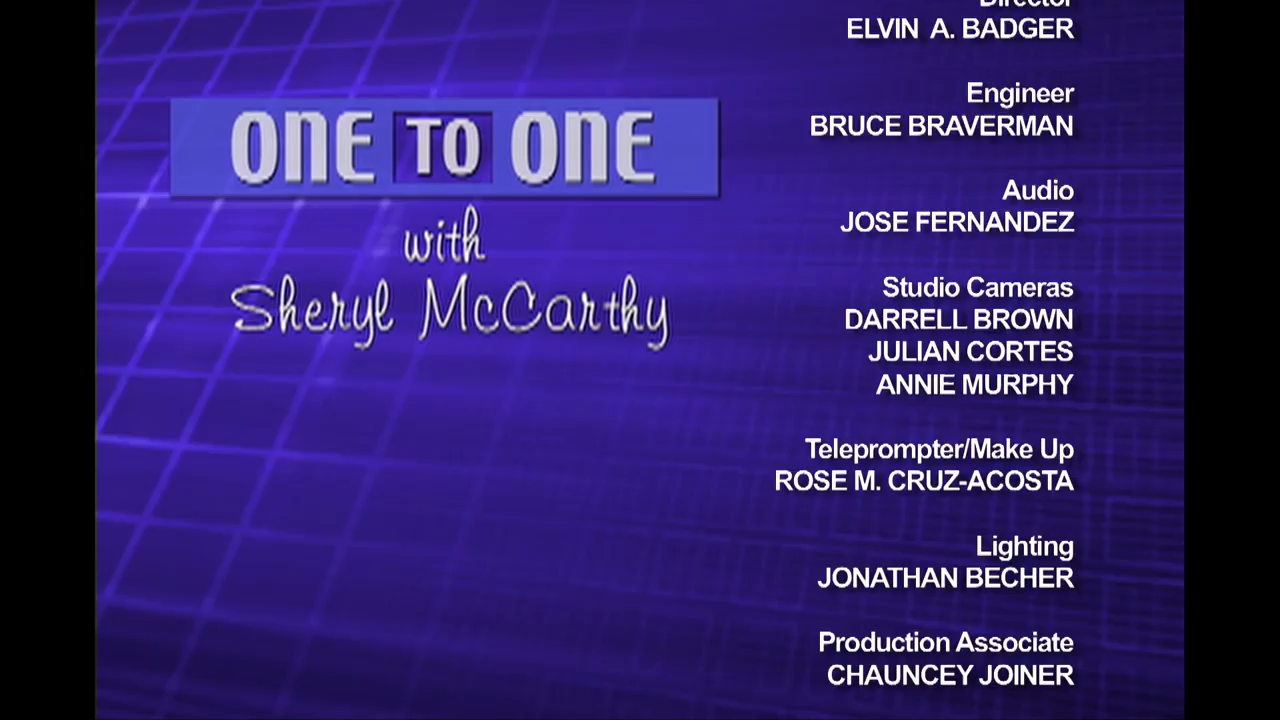 ONE TO ONE
with
Sheryl McCarthy
Director
ELVIN A. BADGER
Engineer
BRUCE BRAVERMAN
Audio
JOSE FERNANDEZ
Studio Cameras
DARRELL BROWN
JULIAN CORTES
ANNIE MURPHY
Teleprompter/Make Up
ROSE M. CRUZ-ACOSTA
Lighting
JONATHAN BECHER
Production Associate
CHAUNCEY JOINER